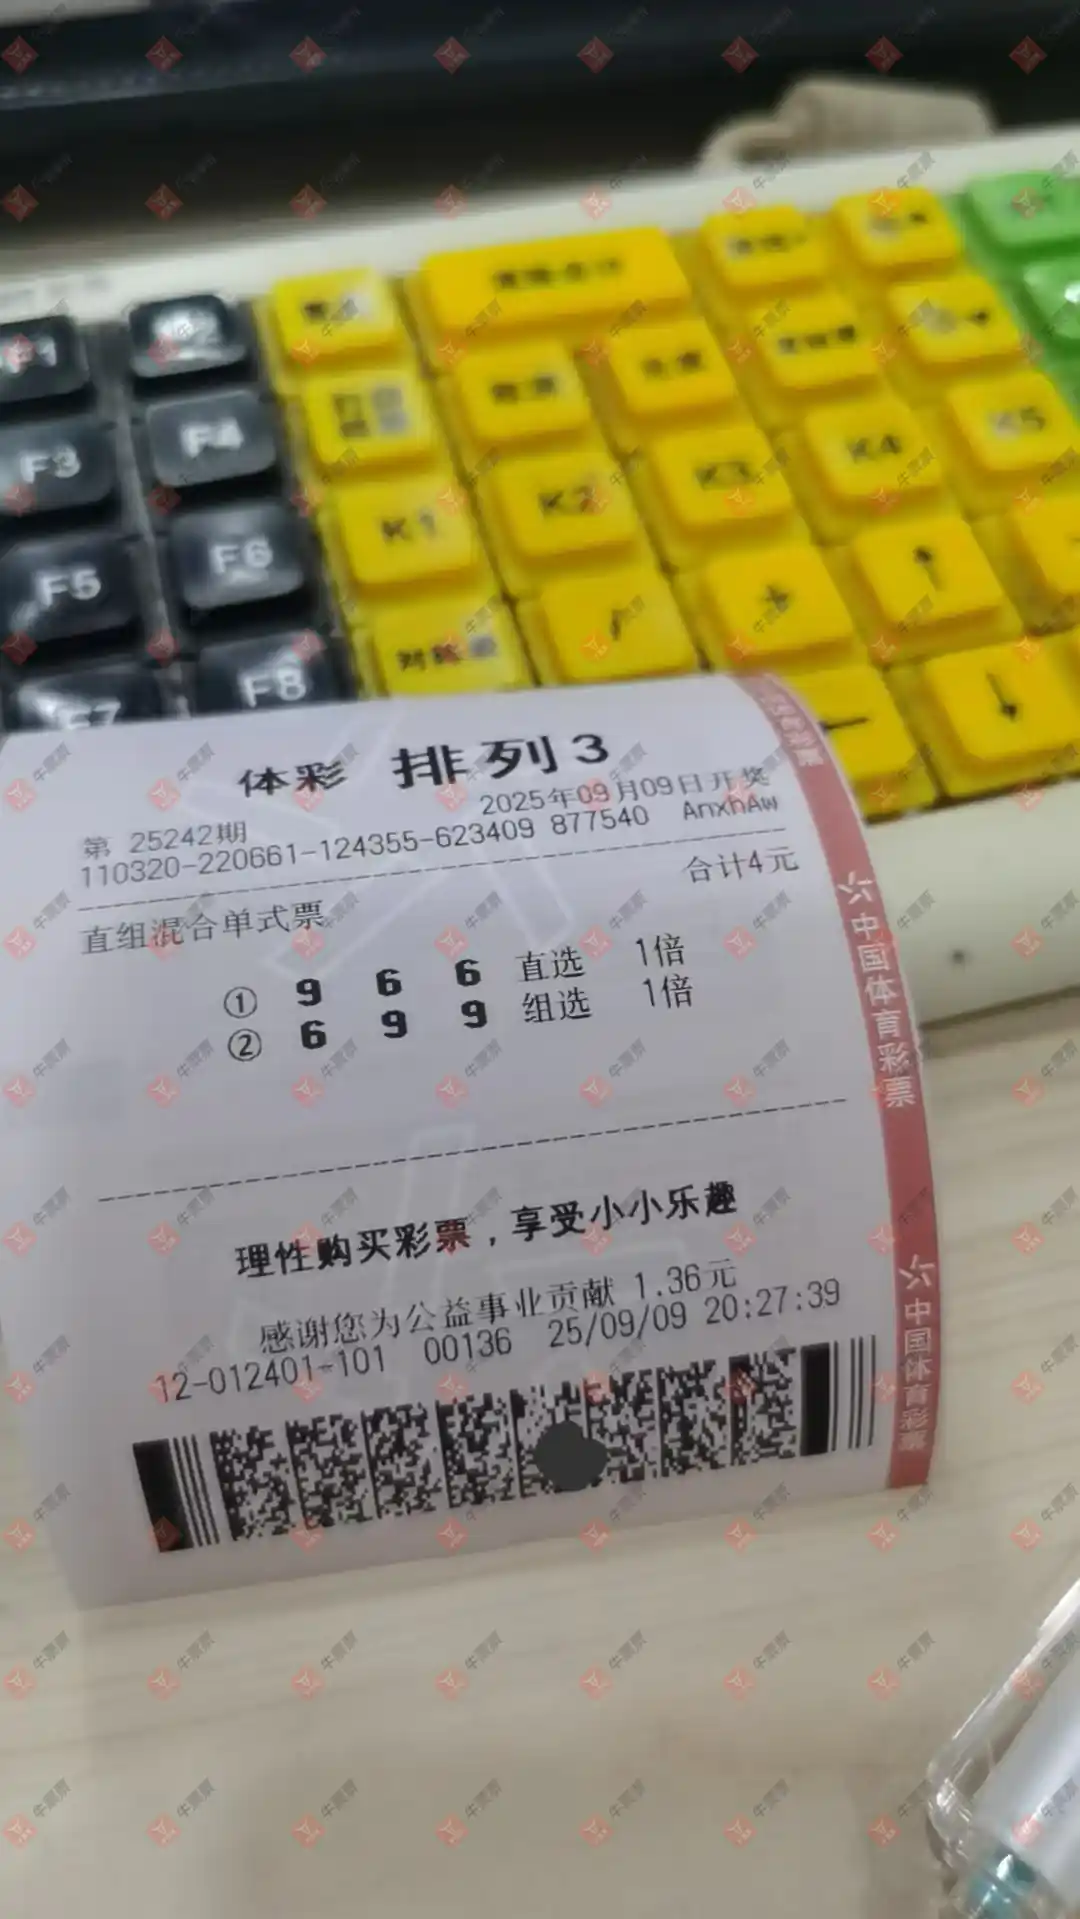 F3
F4
F5
F6
F7
F8
K1
K2
K3
K4
K5
体彩 排列3
第 25242期
2025年09月09日开奖
110320-220661-124355-623409 877540 AnxhAw
合计4元
直组混合单式票
① 9 6 6 直选 1倍
② 6 9 9 组选 1倍
理性购买彩票，享受小小乐趣
感谢您为公益事业贡献 1.36元
12-012401-101 00136 25/09/09 20:27:39
中国体育彩票
中国体育彩票
牛票票